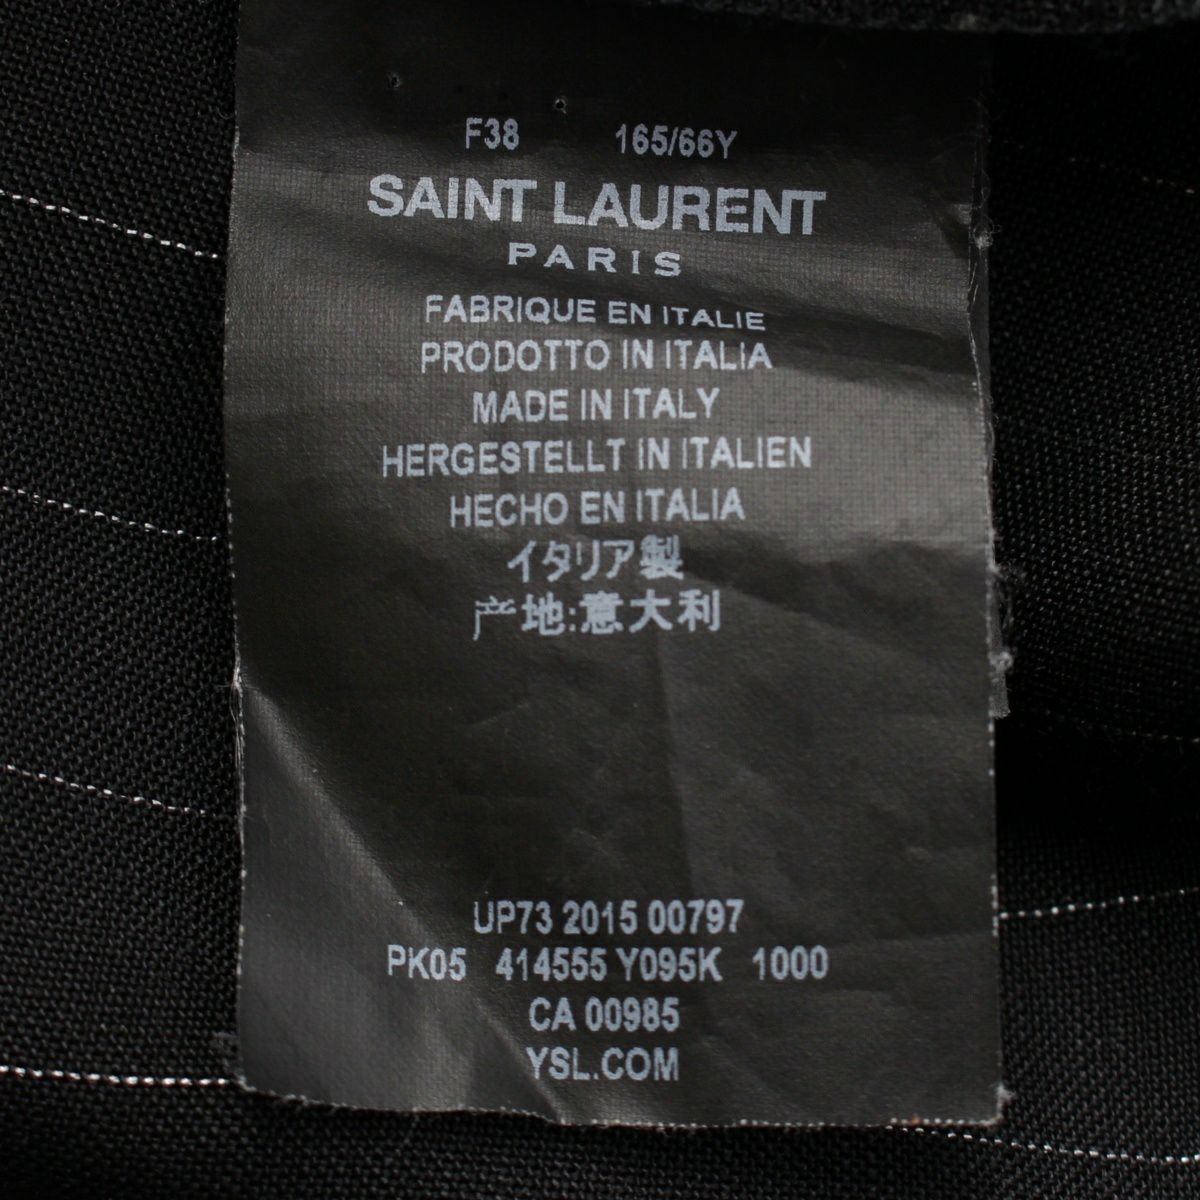 F38 165/66Y
SAINT LAURENT
PARIS
FABRIQUE EN ITALIE
PRODOTTO IN ITALIA
MADE IN ITALY
HERGESTELLT IN ITALIEN
HECHO EN ITALIA
イタリア製
产地:意大利
UP73 2015 00797
PK05 414555 Y095K 1000
CA 00985
YSL.COM